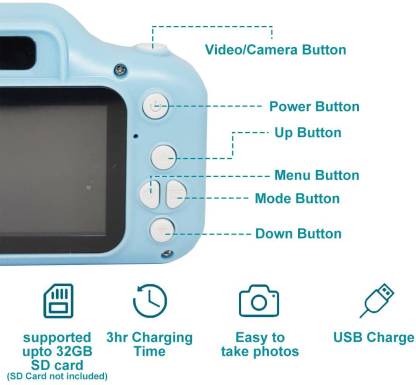 Video/Camera Button
Power Button
Up Button
Menu Button
Mode Button
Down Button
supported
upto 32GB
SD card
(SD Card not included)
3hr Charging
Time
Easy to
take photos
USB Charge